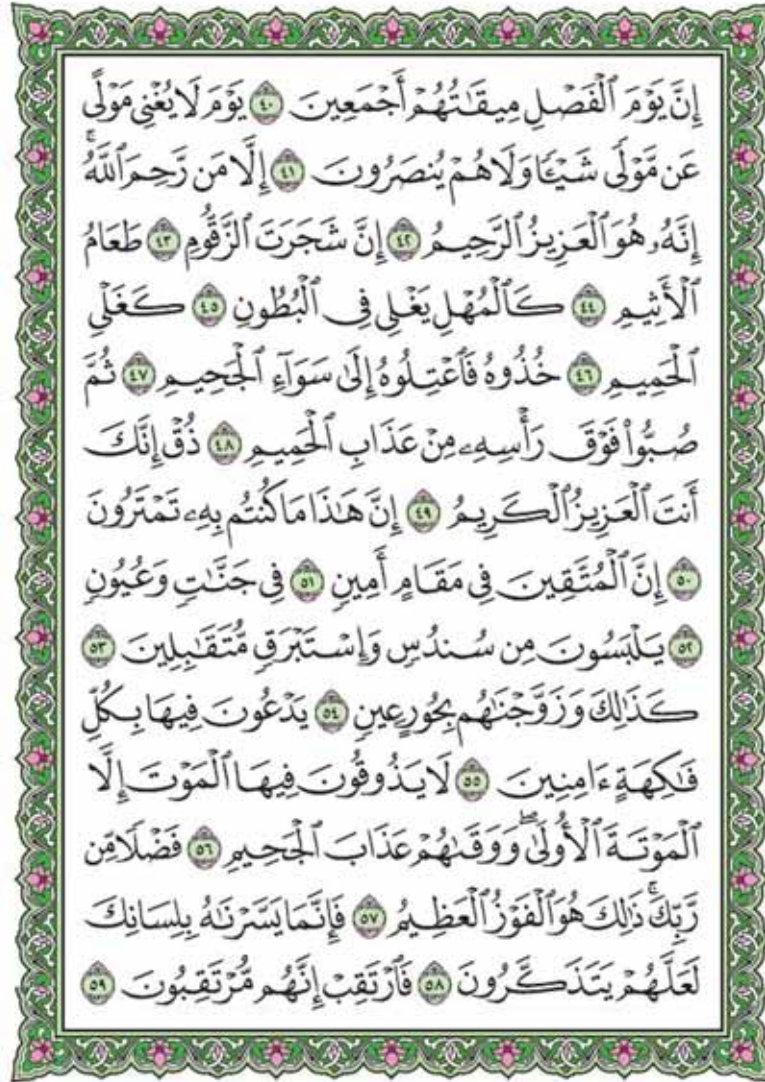 إِنَّ يَوْمَ ٱلْفَصْلِ مِيقَٰتُهُمْ أَجْمَعِينَ ٤٠ يَوْمَ لَا يُغْنِى مَوْلًى
عَن مَّوْلًى شَيْـًٔا وَلَا هُمْ يُنصَرُونَ ٤١ إِلَّا مَن رَّحِمَ ٱللَّهُ ۚ
إِنَّهُۥ هُوَ ٱلْعَزِيزُ ٱلرَّحِيمُ ٤٢ إِنَّ شَجَرَتَ ٱلزَّقُّومِ ٤٣ طَعَامُ
ٱلْأَثِيمِ ٤٤ كَٱلْمُهْلِ يَغْلِى فِى ٱلْبُطُونِ ٤٥ كَغَلْىِ
ٱلْحَمِيمِ ٤٦ خُذُوهُ فَٱعْتِلُوهُ إِلَىٰ سَوَآءِ ٱلْجَحِيمِ ٤٧ ثُمَّ
صُبُّوا۟ فَوْقَ رَأْسِهِۦ مِنْ عَذَابِ ٱلْحَمِيمِ ٤٨ ذُقْ إِنَّكَ
أَنتَ ٱلْعَزِيزُ ٱلْكَرِيمُ ٤٩ إِنَّ هَٰذَا مَا كُنتُم بِهِۦ تَمْتَرُونَ
٥٠ إِنَّ ٱلْمُتَّقِينَ فِى مَقَامٍ أَمِينٍ ٥١ فِى جَنَّٰتٍ وَعُيُونٍ
٥٢ يَلْبَسُونَ مِن سُندُسٍ وَإِسْتَبْرَقٍ مُّتَقَٰبِلِينَ ٥٣
كَذَٰلِكَ وَزَوَّجْنَٰهُم بِحُورٍ عِينٍ ٥٤ يَدْعُونَ فِيهَا بِكُلِّ
فَٰكِهَةٍ ءَامِنِينَ ٥٥ لَا يَذُوقُونَ فِيهَا ٱلْمَوْتَ إِلَّا
ٱلْمَوْتَةَ ٱلْأُولَىٰ ۖ وَوَقَىٰهُمْ عَذَابَ ٱلْجَحِيمِ ٥٦ فَضْلًا مِّن
رَّبِّكَ ۚ ذَٰلِكَ هُوَ ٱلْفَوْزُ ٱلْعَظِيمُ ٥٧ فَإِنَّمَا يَسَّرْنَٰهُ بِلِسَانِكَ
لَعَلَّهُمْ يَتَذَكَّرُونَ ٥٨ فَٱرْتَقِبْ إِنَّهُم مُّرْتَقِبُونَ ٥٩